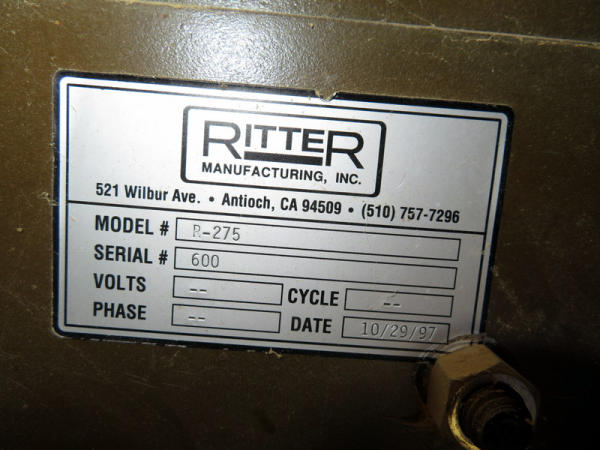 RITTER
MANUFACTURING, INC.
521 Wilbur Ave. • Antioch, CA 94509 • (510) 757-7296
MODEL # R-275
SERIAL # 600
VOLTS -- CYCLE --
PHASE -- DATE 10/29/97